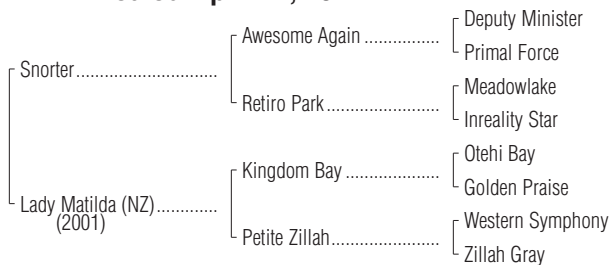 Deputy Minister
Awesome Again
Primal Force
Snorter
Meadowlake
Retiro Park
Inreality Star
Otehi Bay
Kingdom Bay
Golden Praise
Lady Matilda (NZ)
(2001)
Western Symphony
Petite Zillah
Zillah Gray